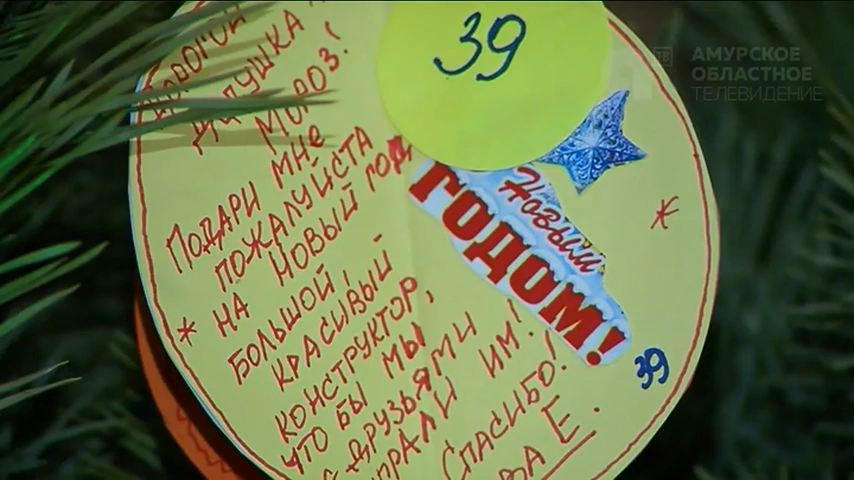 39
ДОРОГОЙ
ДЕДУШКА
МОРОЗ!
ПОДАРИ МНЕ
ПОЖАЛУЙСТА
НА НОВЫЙ ГОД
БОЛЬШОЙ,
КРАСИВЫЙ
КОНСТРУКТОР,
ЧТО БЫ МЫ
С ДРУЗЬЯМИ
ИГРАЛИ ИМ!
СПАСИБО!
Е.
Новым
ГОДОМ!
39
АМУРСКОЕ
ОБЛАСТНОЕ
ТЕЛЕВИДЕНИЕ